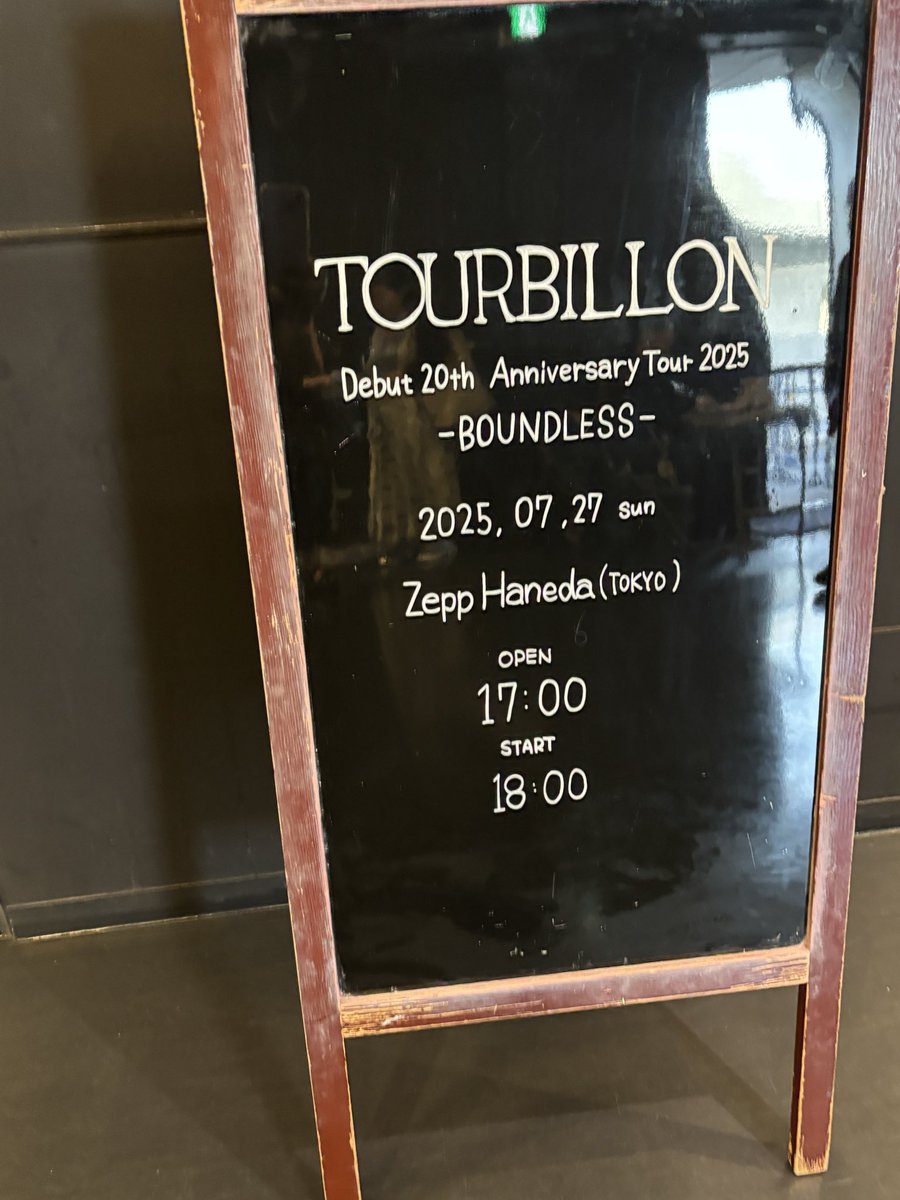 TOURBILLON
Debut 20th Anniversary Tour 2025
-BOUNDLESS-
2025, 07, 27 sun
Zepp Haneda (TOKYO)
OPEN
17:00
START
18:00